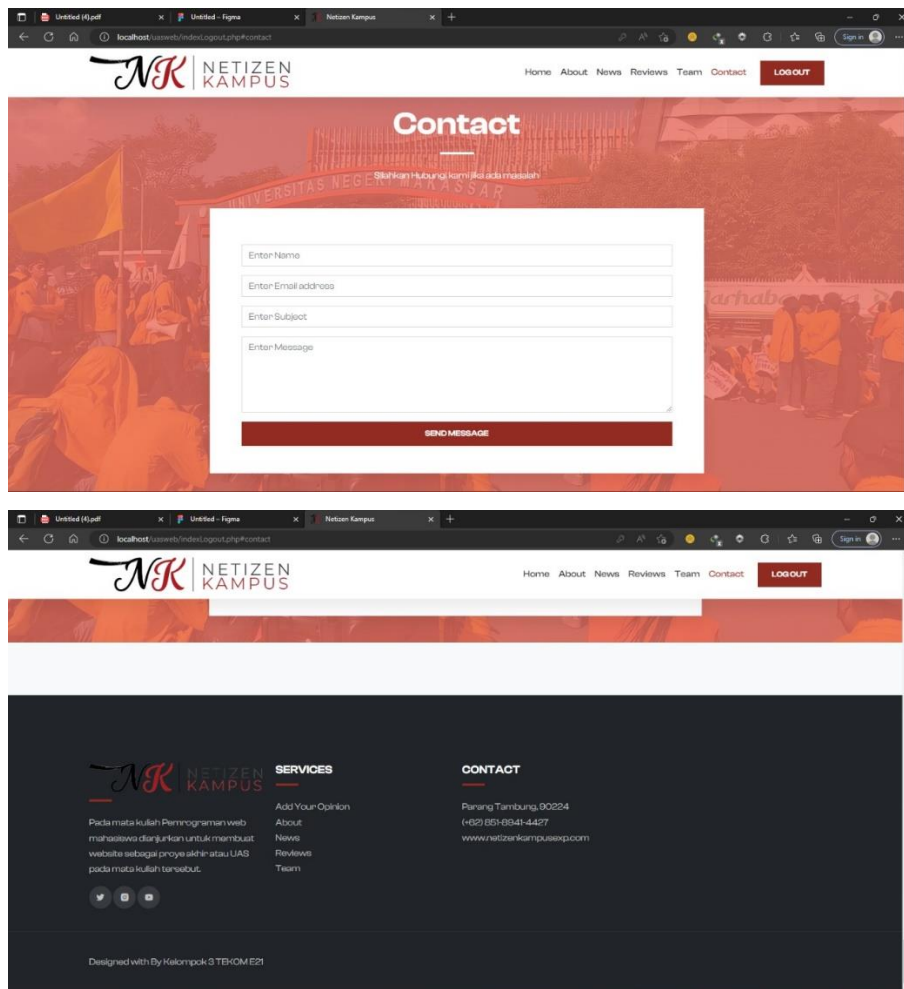 Untitled (4).pdf
Untitled – Figma
Netizen Kampus
localhost/uasweb/indexLogout.php#contact
Sign in
NK NETIZEN KAMPUS
Home About News Reviews Team Contact LOGOUT
Contact
Silahkan Hubungi kami jika ada masalah
UNIVERSITAS NEGERI MAKASSAR
Enter Name
Enter Email address
Enter Subject
Enter Message
SEND MESSAGE
Untitled (4).pdf
Untitled – Figma
Netizen Kampus
localhost/uasweb/indexLogout.php#contact
Sign in
NK NETIZEN KAMPUS
Home About News Reviews Team Contact LOGOUT
NK NETIZEN KAMPUS
Pada mata kuliah Pemrograman web
mahasiswa dianjurkan untuk membuat
website sebagai proye akhir atau UAS
pada mata kuliah tersebut.
SERVICES
Add Your Opinion
About
News
Reviews
Team
CONTACT
Parang Tambung, 90224
(+62) 851-6941-4427
www.netizenkampusexp.com
Designed with By Kelompok 3 TEKOM E21